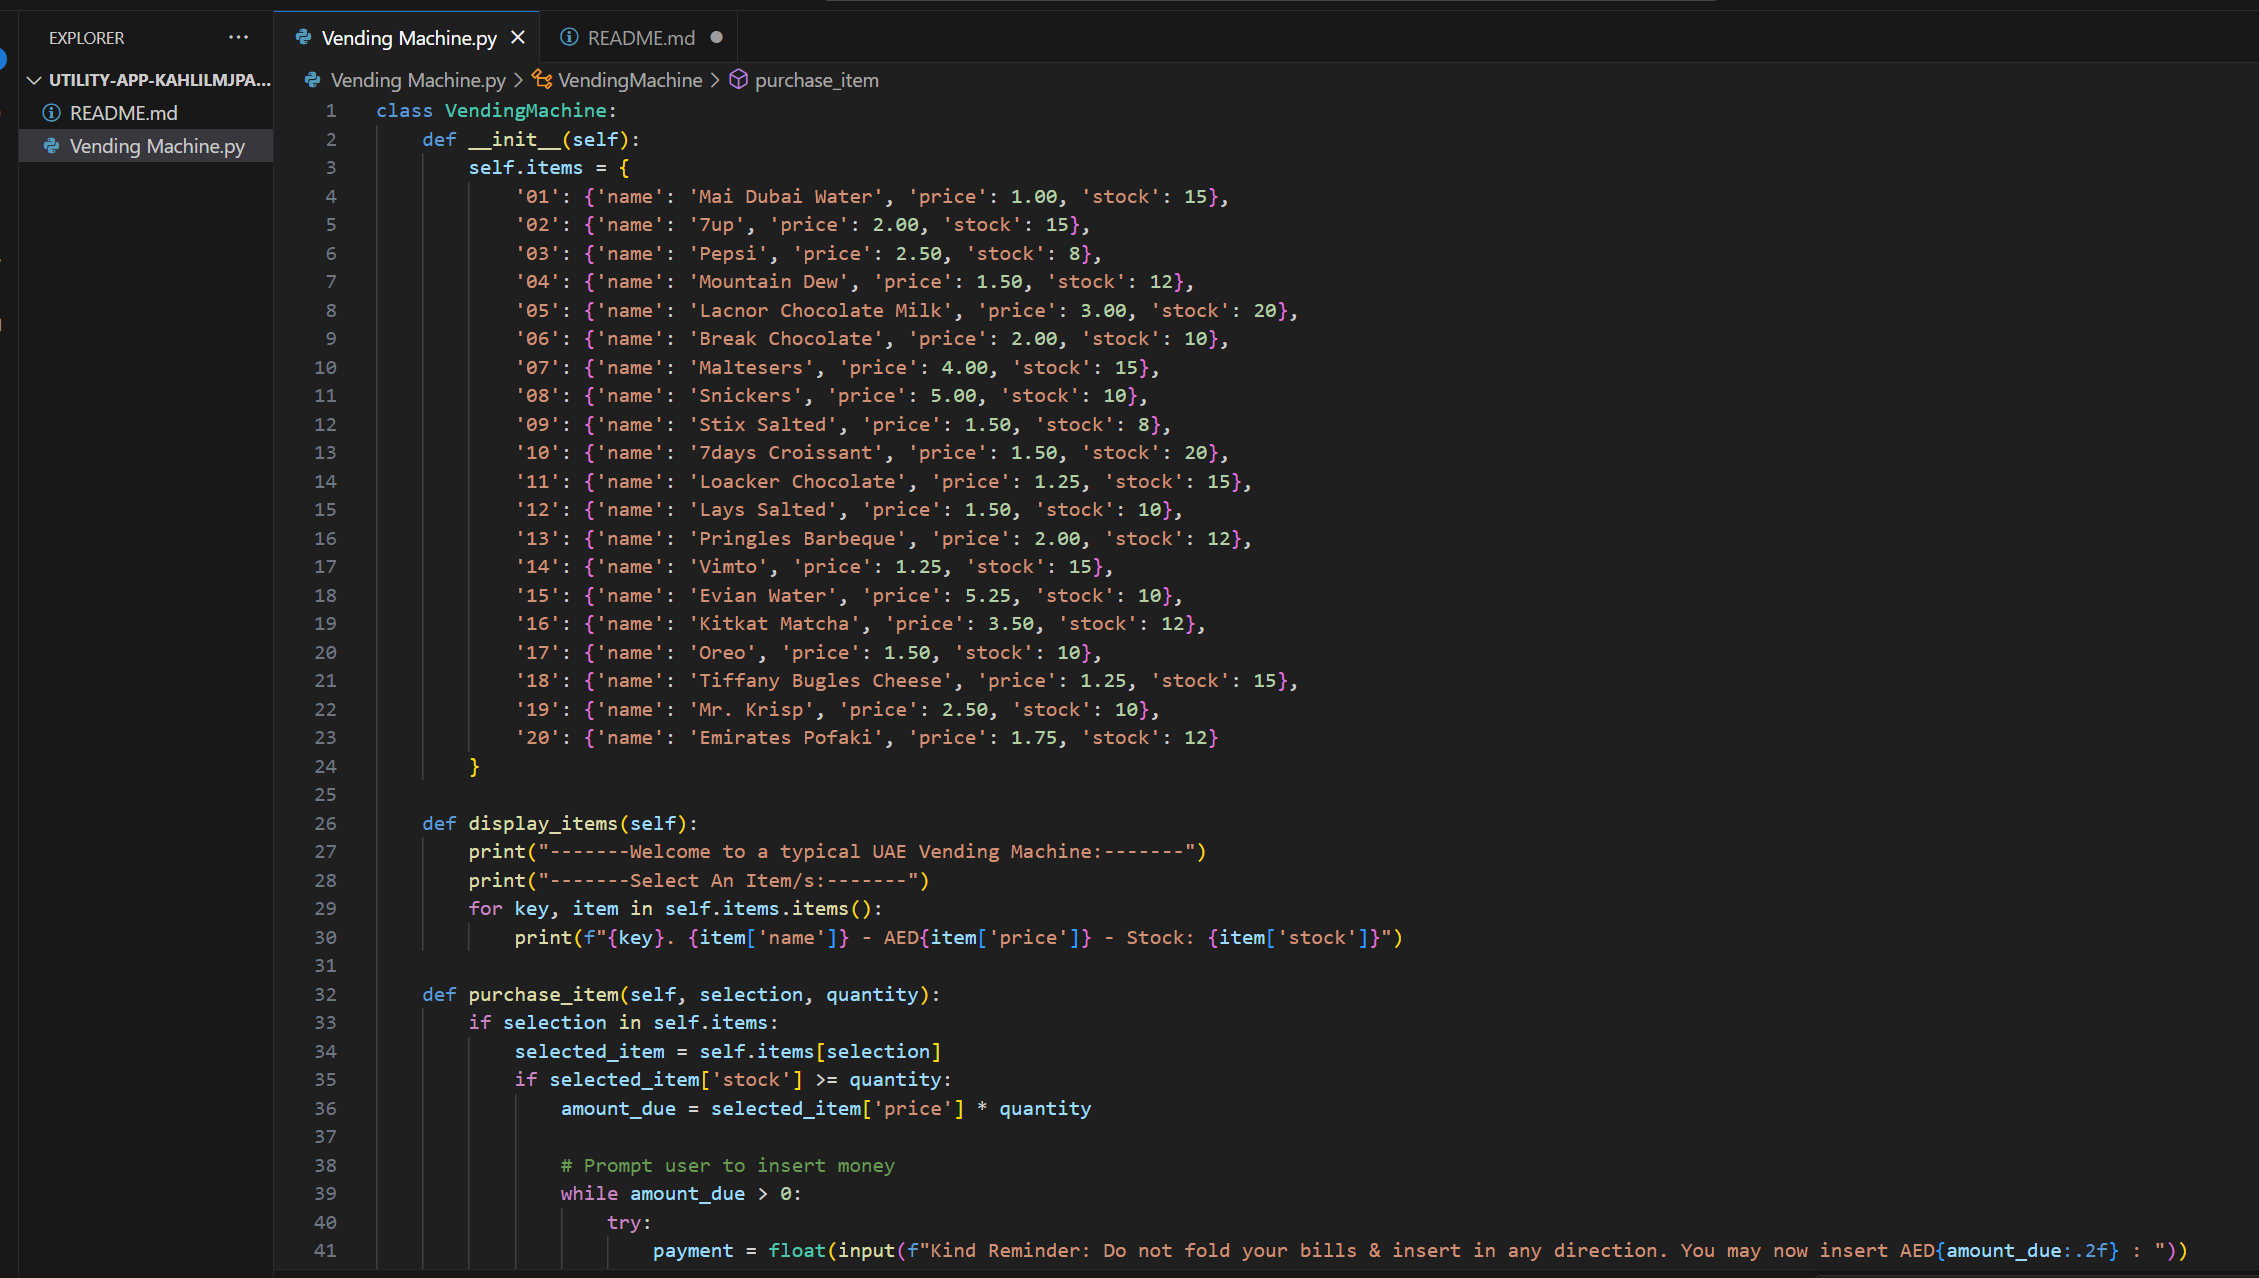 EXPLORER
UTILITY-APP-KAHLILMJPA...
README.md
Vending Machine.py
Vending Machine.py README.md
Vending Machine.py > VendingMachine > purchase_item
1 class VendingMachine:
2 def __init__(self):
3 self.items = {
4 '01': {'name': 'Mai Dubai Water', 'price': 1.00, 'stock': 15},
5 '02': {'name': '7up', 'price': 2.00, 'stock': 15},
6 '03': {'name': 'Pepsi', 'price': 2.50, 'stock': 8},
7 '04': {'name': 'Mountain Dew', 'price': 1.50, 'stock': 12},
8 '05': {'name': 'Lacnor Chocolate Milk', 'price': 3.00, 'stock': 20},
9 '06': {'name': 'Break Chocolate', 'price': 2.00, 'stock': 10},
10 '07': {'name': 'Maltesers', 'price': 4.00, 'stock': 15},
11 '08': {'name': 'Snickers', 'price': 5.00, 'stock': 10},
12 '09': {'name': 'Stix Salted', 'price': 1.50, 'stock': 8},
13 '10': {'name': '7days Croissant', 'price': 1.50, 'stock': 20},
14 '11': {'name': 'Loacker Chocolate', 'price': 1.25, 'stock': 15},
15 '12': {'name': 'Lays Salted', 'price': 1.50, 'stock': 10},
16 '13': {'name': 'Pringles Barbeque', 'price': 2.00, 'stock': 12},
17 '14': {'name': 'Vimto', 'price': 1.25, 'stock': 15},
18 '15': {'name': 'Evian Water', 'price': 5.25, 'stock': 10},
19 '16': {'name': 'Kitkat Matcha', 'price': 3.50, 'stock': 12},
20 '17': {'name': 'Oreo', 'price': 1.50, 'stock': 10},
21 '18': {'name': 'Tiffany Bugles Cheese', 'price': 1.25, 'stock': 15},
22 '19': {'name': 'Mr. Krisp', 'price': 2.50, 'stock': 10},
23 '20': {'name': 'Emirates Pofaki', 'price': 1.75, 'stock': 12}
24 }
25
26 def display_items(self):
27 print("-------Welcome to a typical UAE Vending Machine:-------")
28 print("-------Select An Item/s:-------")
29 for key, item in self.items.items():
30 print(f"{key}. {item['name']} - AED{item['price']} - Stock: {item['stock']}")
31
32 def purchase_item(self, selection, quantity):
33 if selection in self.items:
34 selected_item = self.items[selection]
35 if selected_item['stock'] >= quantity:
36 amount_due = selected_item['price'] * quantity
37
38 # Prompt user to insert money
39 while amount_due > 0:
40 try:
41 payment = float(input(f"Kind Reminder: Do not fold your bills & insert in any direction. You may now insert AED{amount_due:.2f} : "))